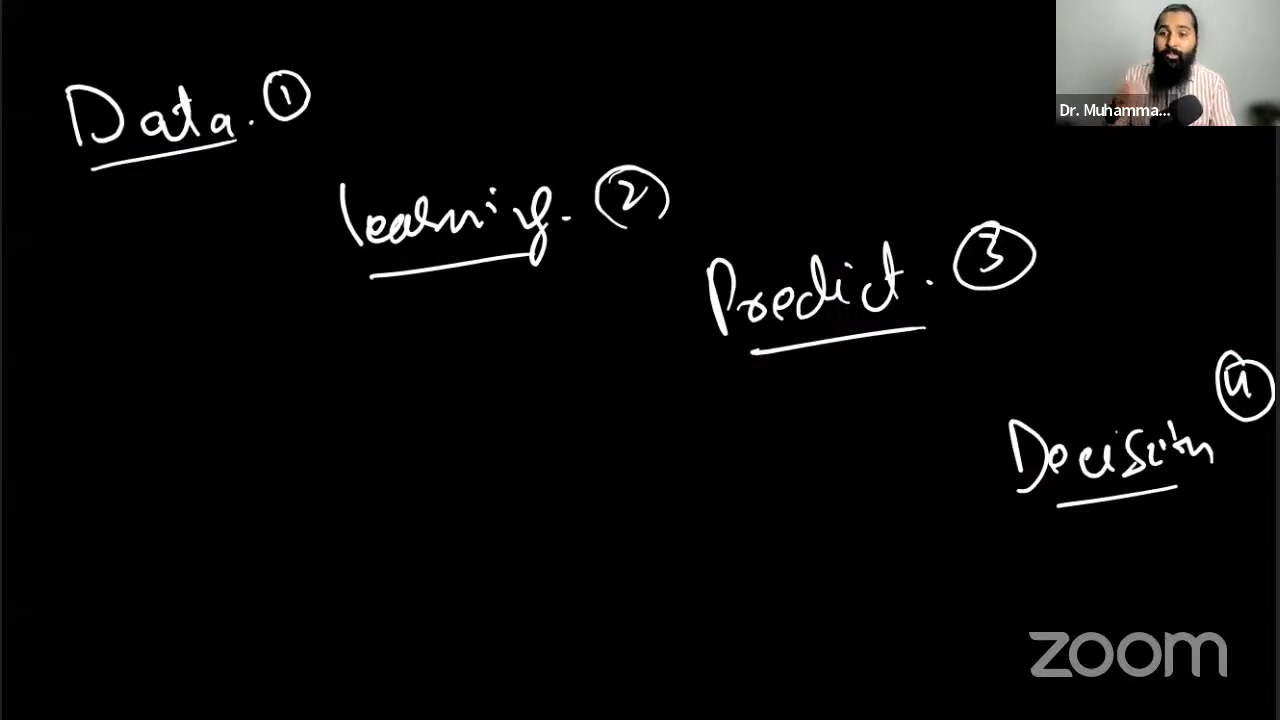 Data. ①
Learning. ②
Predict. ③
Decision ④
Dr. Muhamma...
zoom